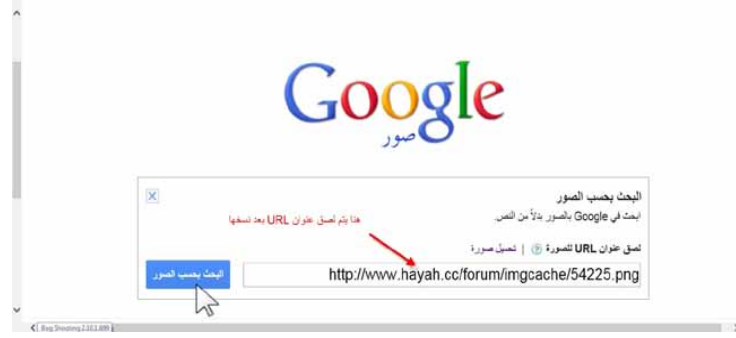 Google
صور
البحث بحسب الصور
ابحث في Google بالصور بدلاً من النص.
هنا يتم لصق عنوان URL بعد نسخها
لصق عنوان URL للصورة | تحميل صورة
http://www.hayah.cc/forum/imgcache/54225.png
البحث بحسب الصور